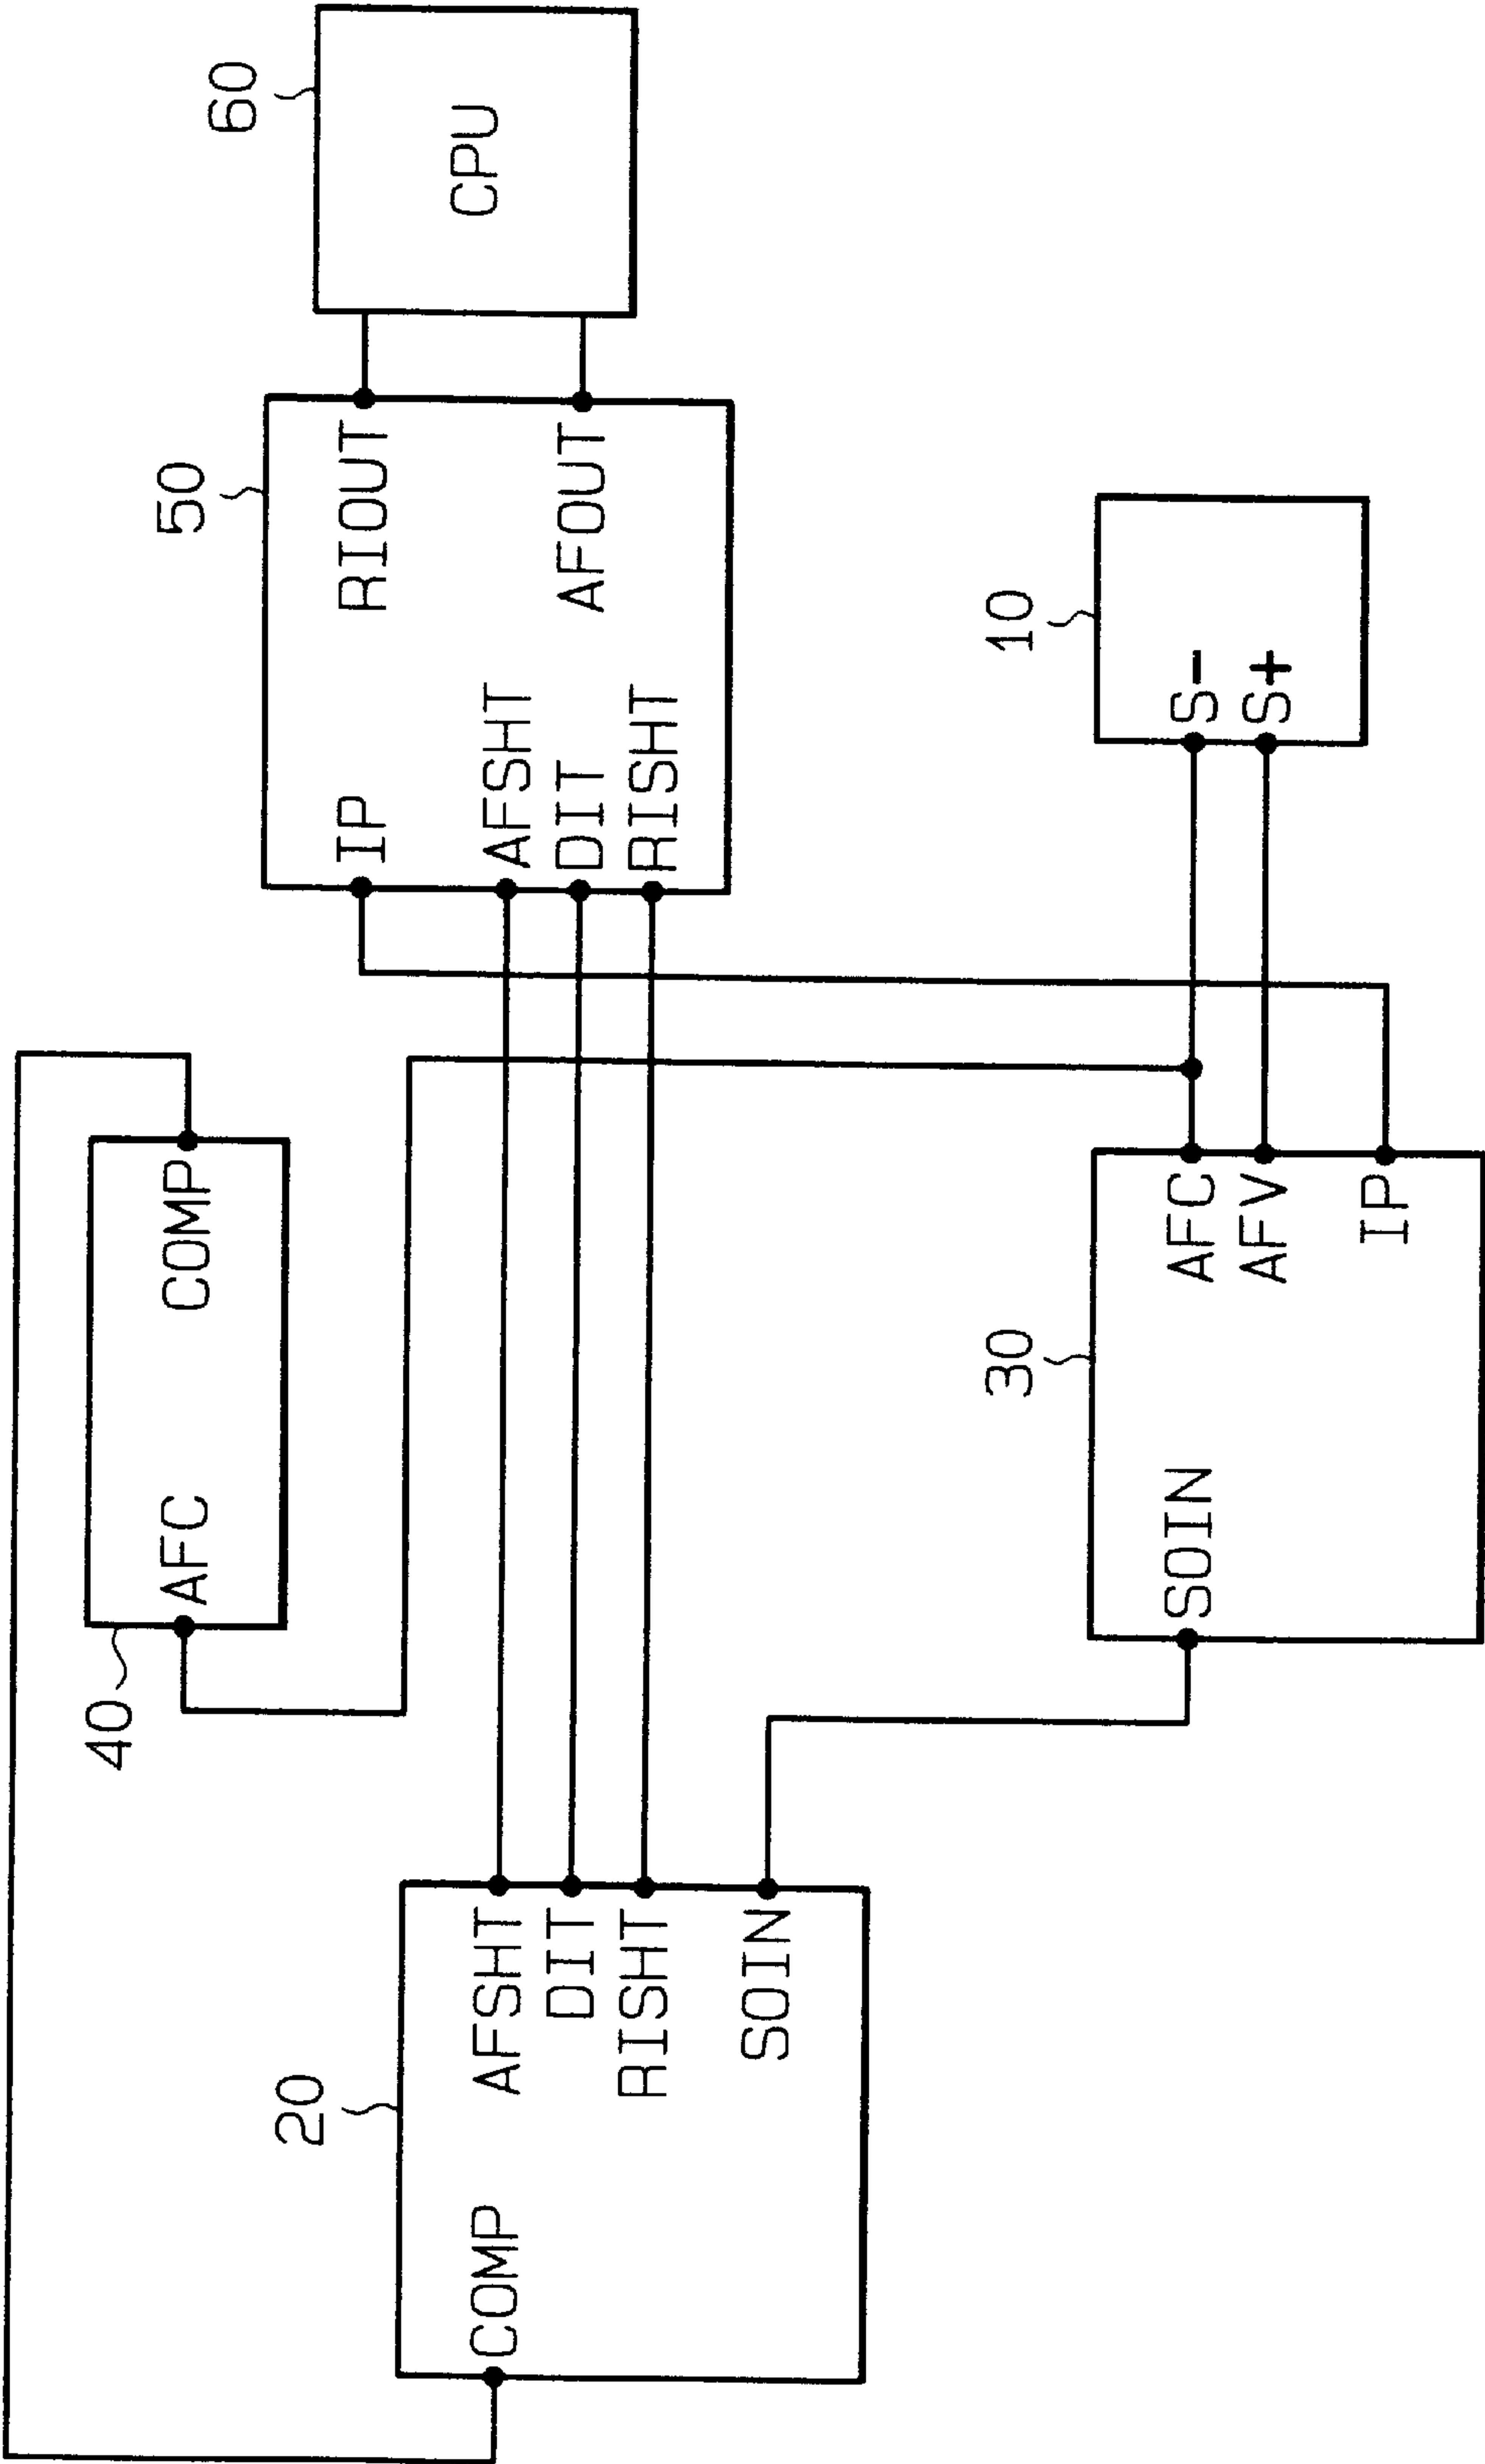 40
AFC
COMP
50
60
IP
RIOUT
CPU
AFSHT
DIT
RISHT
AFOUT
20
COMP
AFSHT
DIT
RISHT
SOIN
30
SOIN
AFC
AFV
IP
10
S-
S+